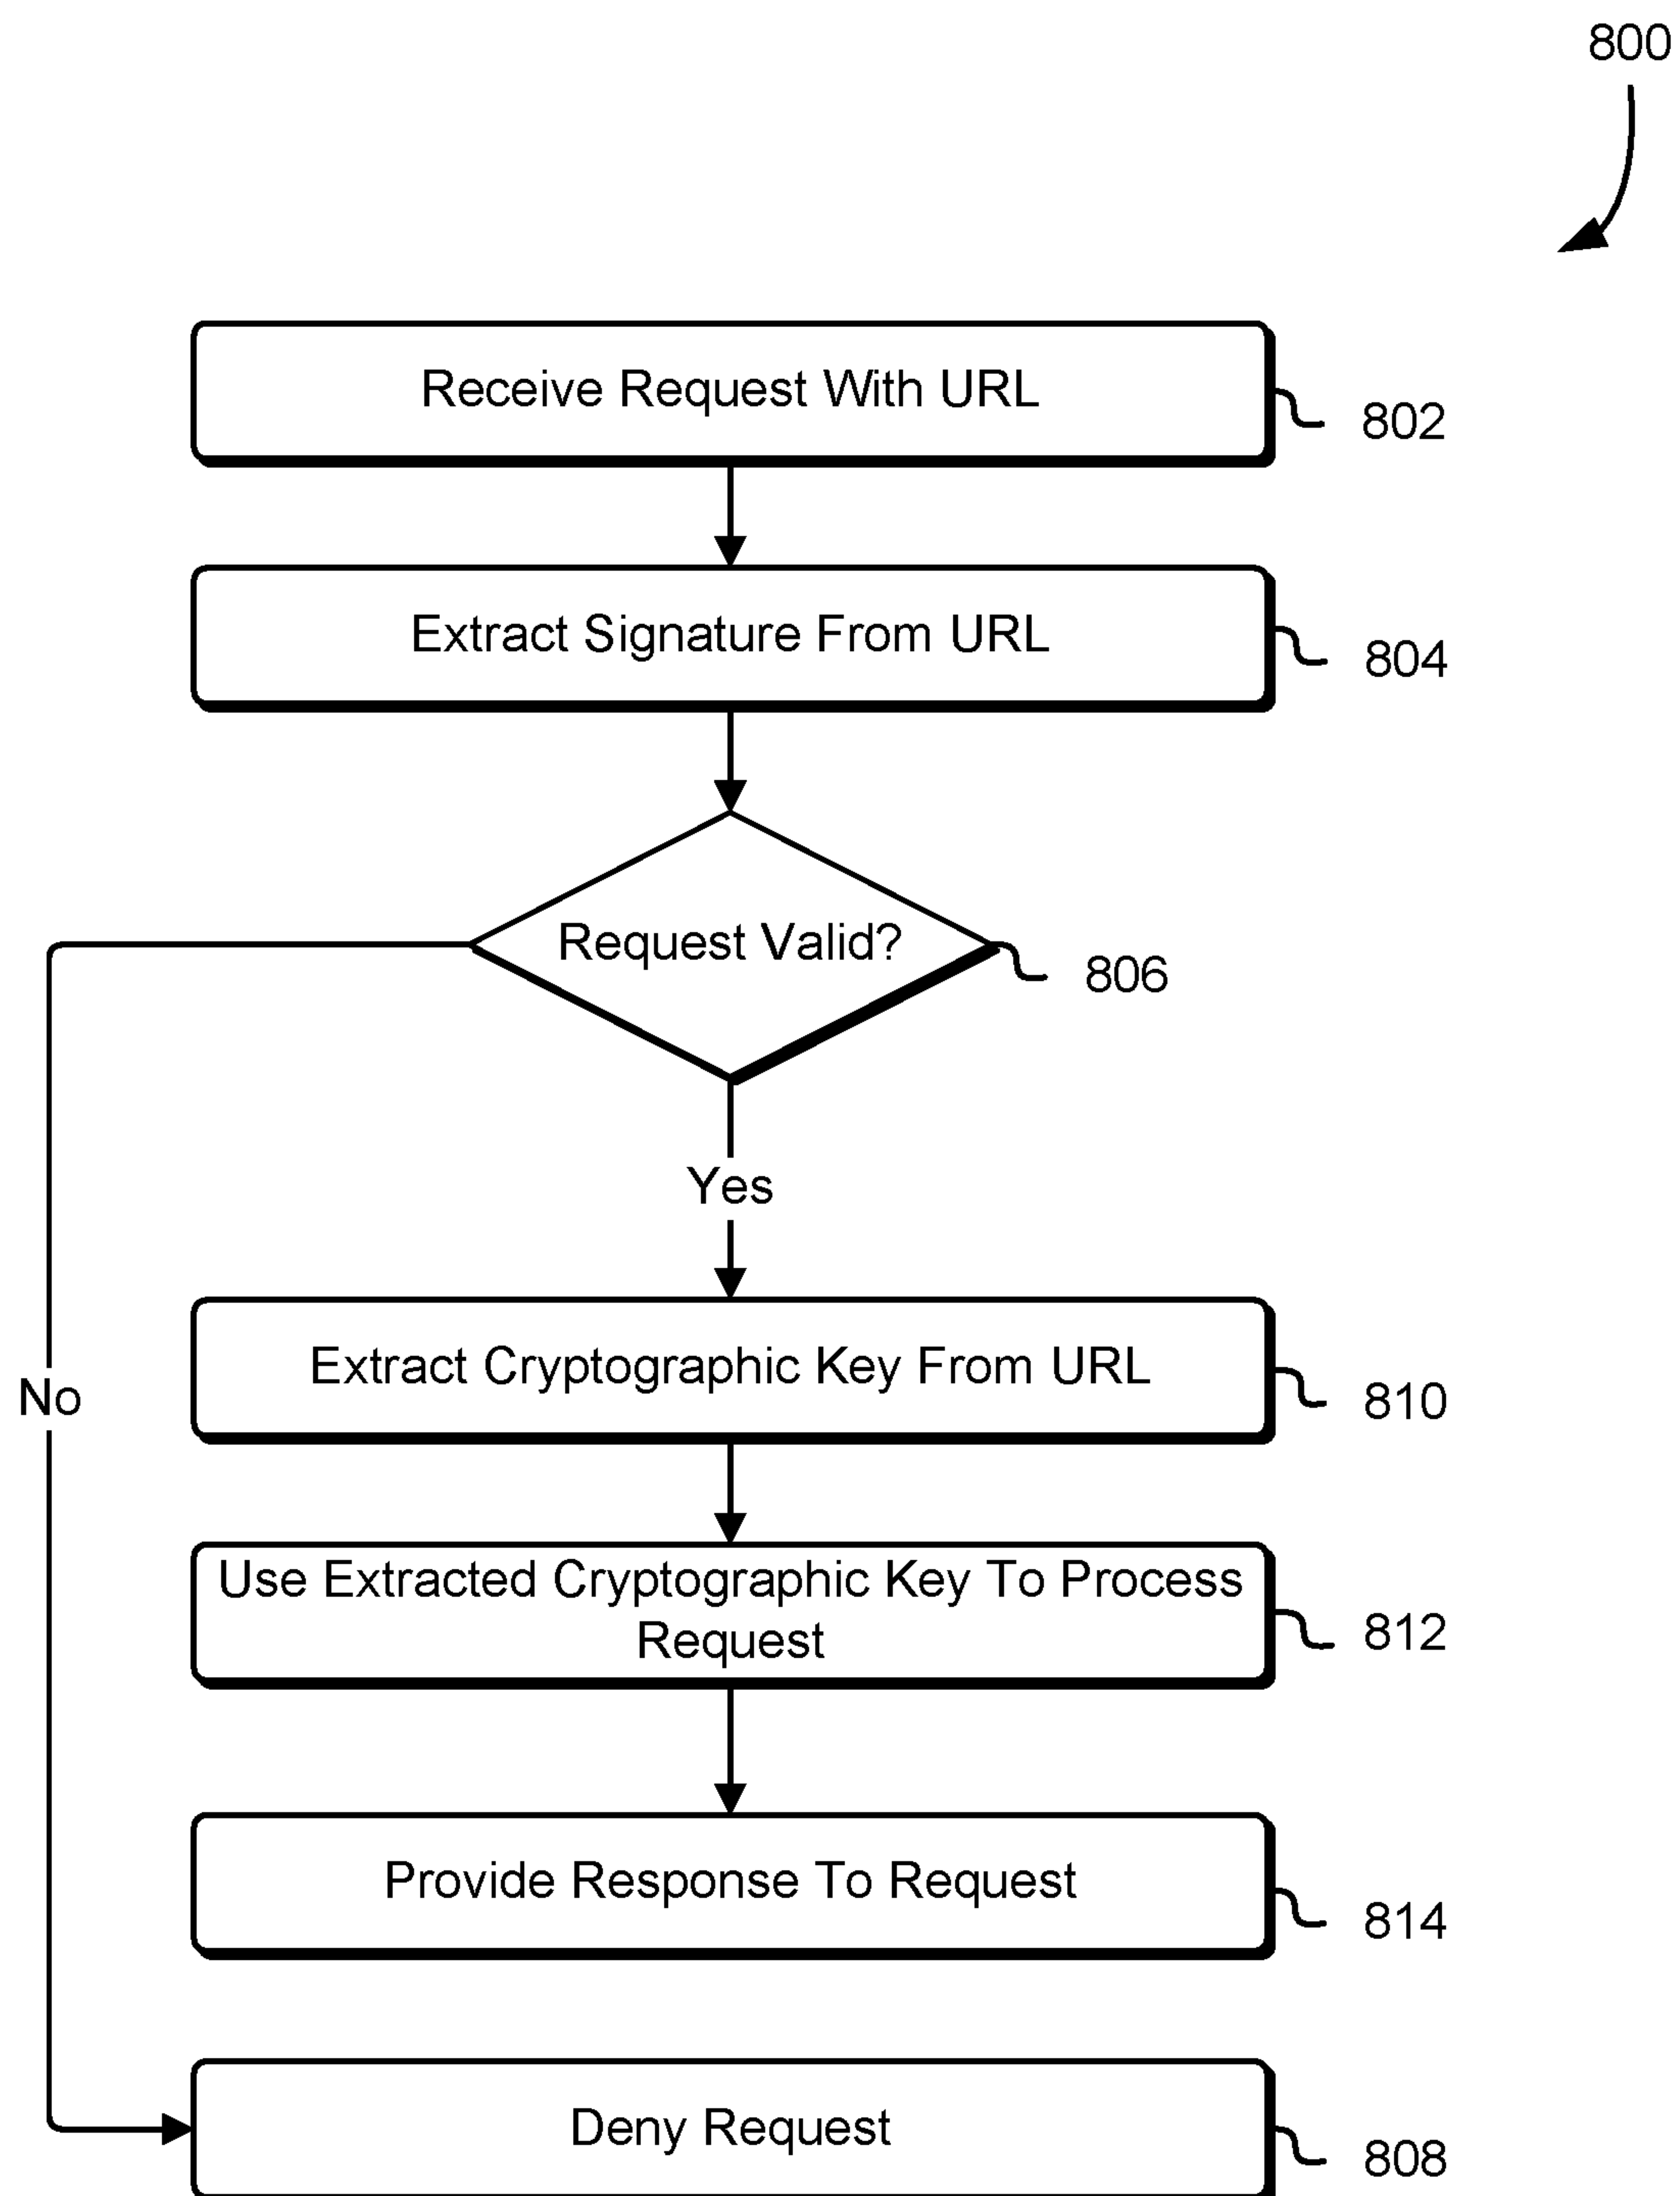 800
Receive Request With URL
802
Extract Signature From URL
804
Request Valid?
806
Yes
Extract Cryptographic Key From URL
810
No
Use Extracted Cryptographic Key To Process
Request
812
Provide Response To Request
814
Deny Request
808